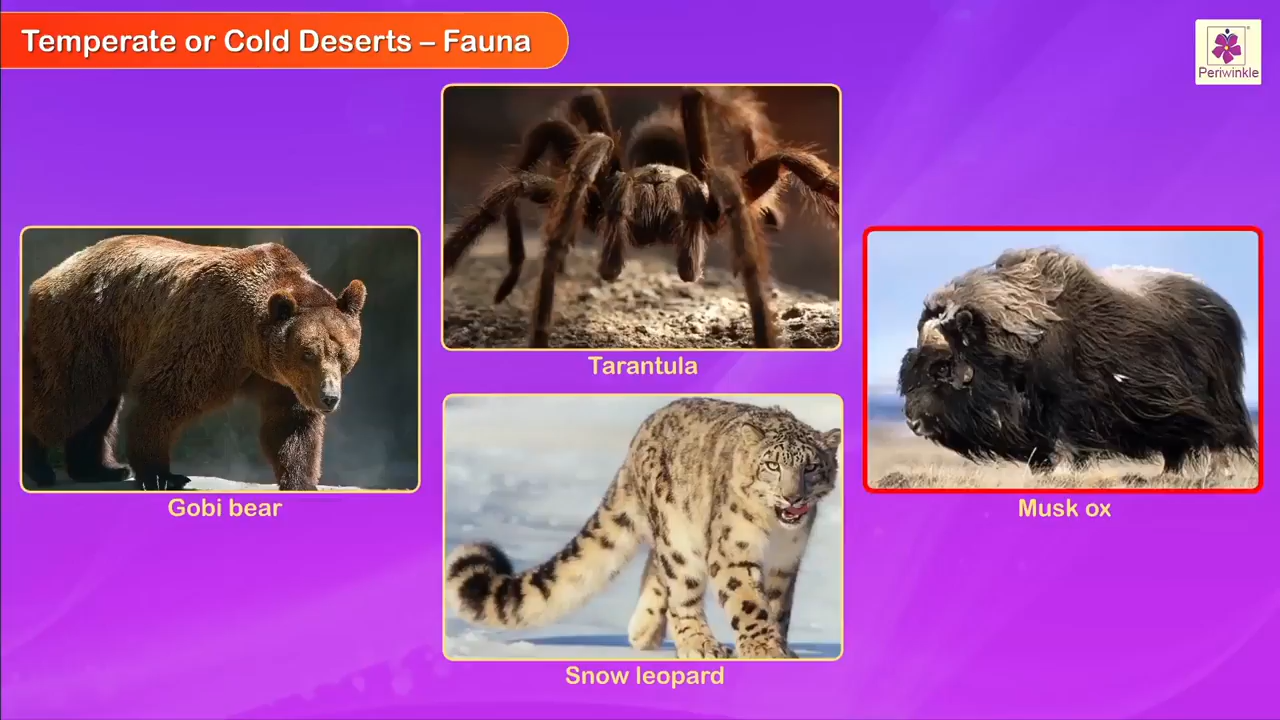 Temperate or Cold Deserts – Fauna
Periwinkle
Tarantula
Gobi bear
Musk ox
Snow leopard